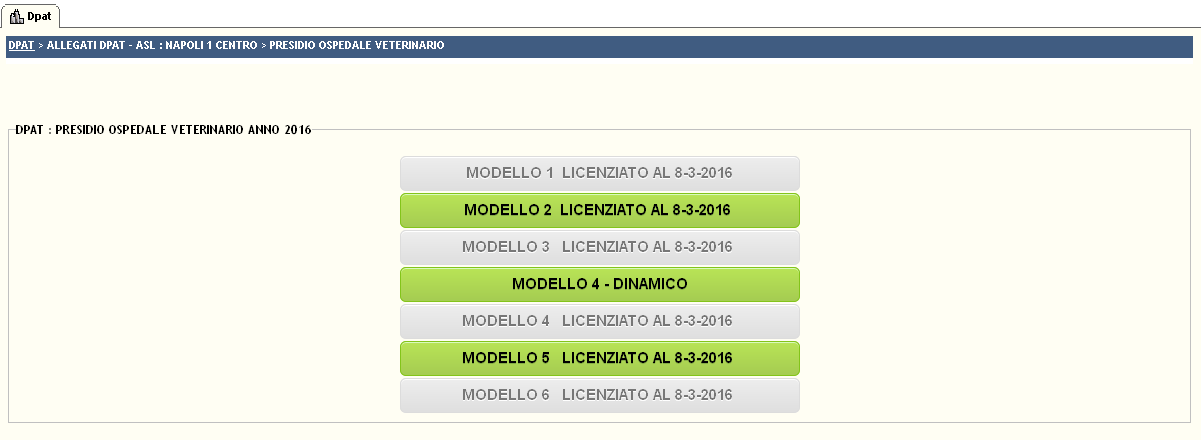 Dpat
DPAT > ALLEGATI DPAT - ASL : NAPOLI 1 CENTRO > PRESIDIO OSPEDALE VETERINARIO
DPAT : PRESIDIO OSPEDALE VETERINARIO ANNO 2016
MODELLO 1 LICENZIATO AL 8-3-2016
MODELLO 2 LICENZIATO AL 8-3-2016
MODELLO 3 LICENZIATO AL 8-3-2016
MODELLO 4 - DINAMICO
MODELLO 4 LICENZIATO AL 8-3-2016
MODELLO 5 LICENZIATO AL 8-3-2016
MODELLO 6 LICENZIATO AL 8-3-2016